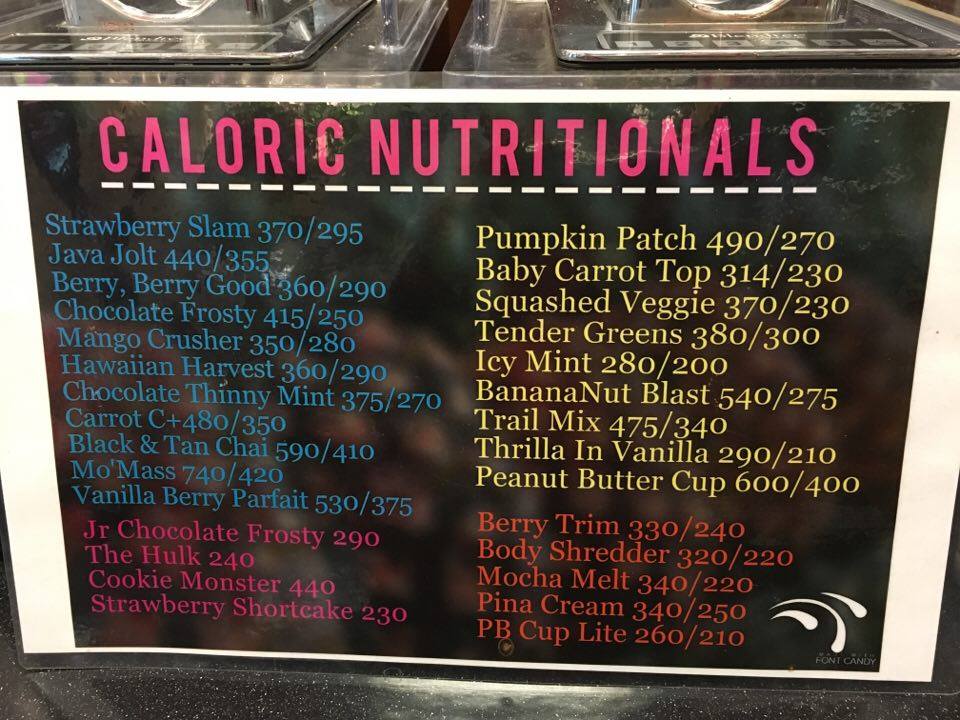 CALORIC NUTRITIONALS
Strawberry Slam 370/295
Java Jolt 440/355
Berry, Berry Good 360/290
Chocolate Frosty 415/250
Mango Crusher 350/280
Hawaiian Harvest 360/290
Chocolate Thinny Mint 375/270
Carrot C+480/350
Black & Tan Chai 590/410
Mo'Mass 740/420
Vanilla Berry Parfait 530/375
Jr Chocolate Frosty 290
The Hulk 240
Cookie Monster 440
Strawberry Shortcake 230
Pumpkin Patch 490/270
Baby Carrot Top 314/230
Squashed Veggie 370/230
Tender Greens 380/300
Icy Mint 280/200
BananaNut Blast 540/275
Trail Mix 475/340
Thrilla In Vanilla 290/210
Peanut Butter Cup 600/400
Berry Trim 330/240
Body Shredder 320/220
Mocha Melt 340/220
Pina Cream 340/250
PB Cup Lite 260/210
MADE WITH
FONT CANDY